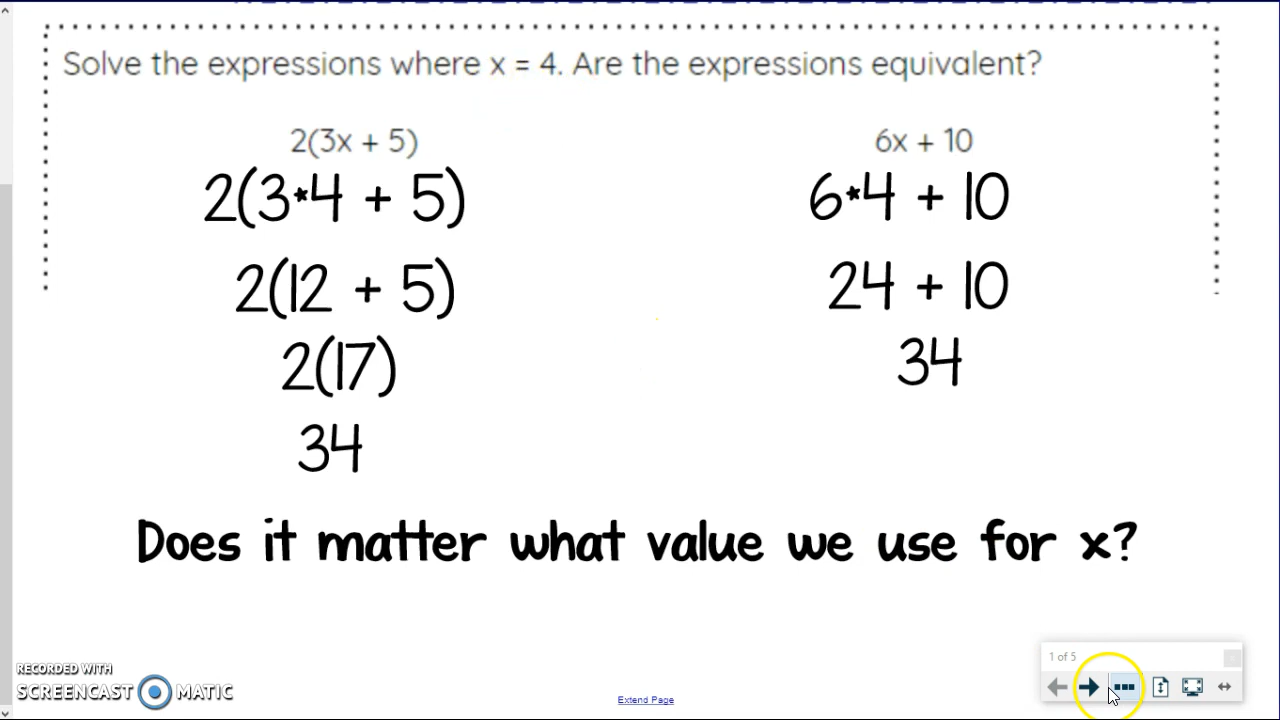 Solve the expressions where x = 4. Are the expressions equivalent?
2(3x + 5)
2(3*4 + 5)
2(12 + 5)
2(17)
34
6x + 10
6*4 + 10
24 + 10
34
Does it matter what value we use for x?
1 of 5
RECORDED WITH
SCREENCAST MATIC
Extend Page